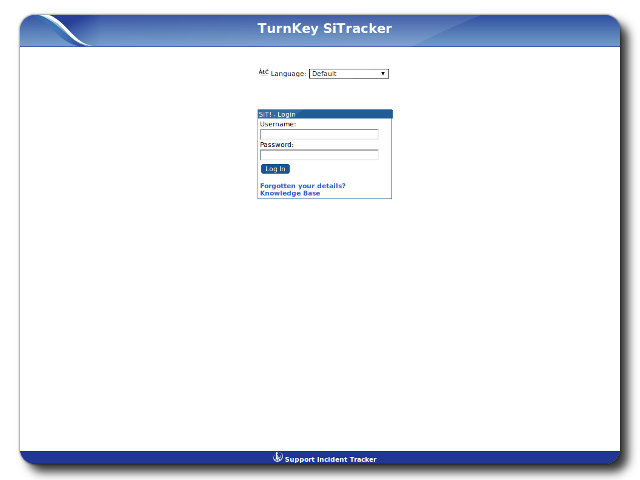 TurnKey SiTracker
Language: Default
SiT! - Login
Username:
Password:
Log In
Forgotten your details?
Knowledge Base
Support Incident Tracker